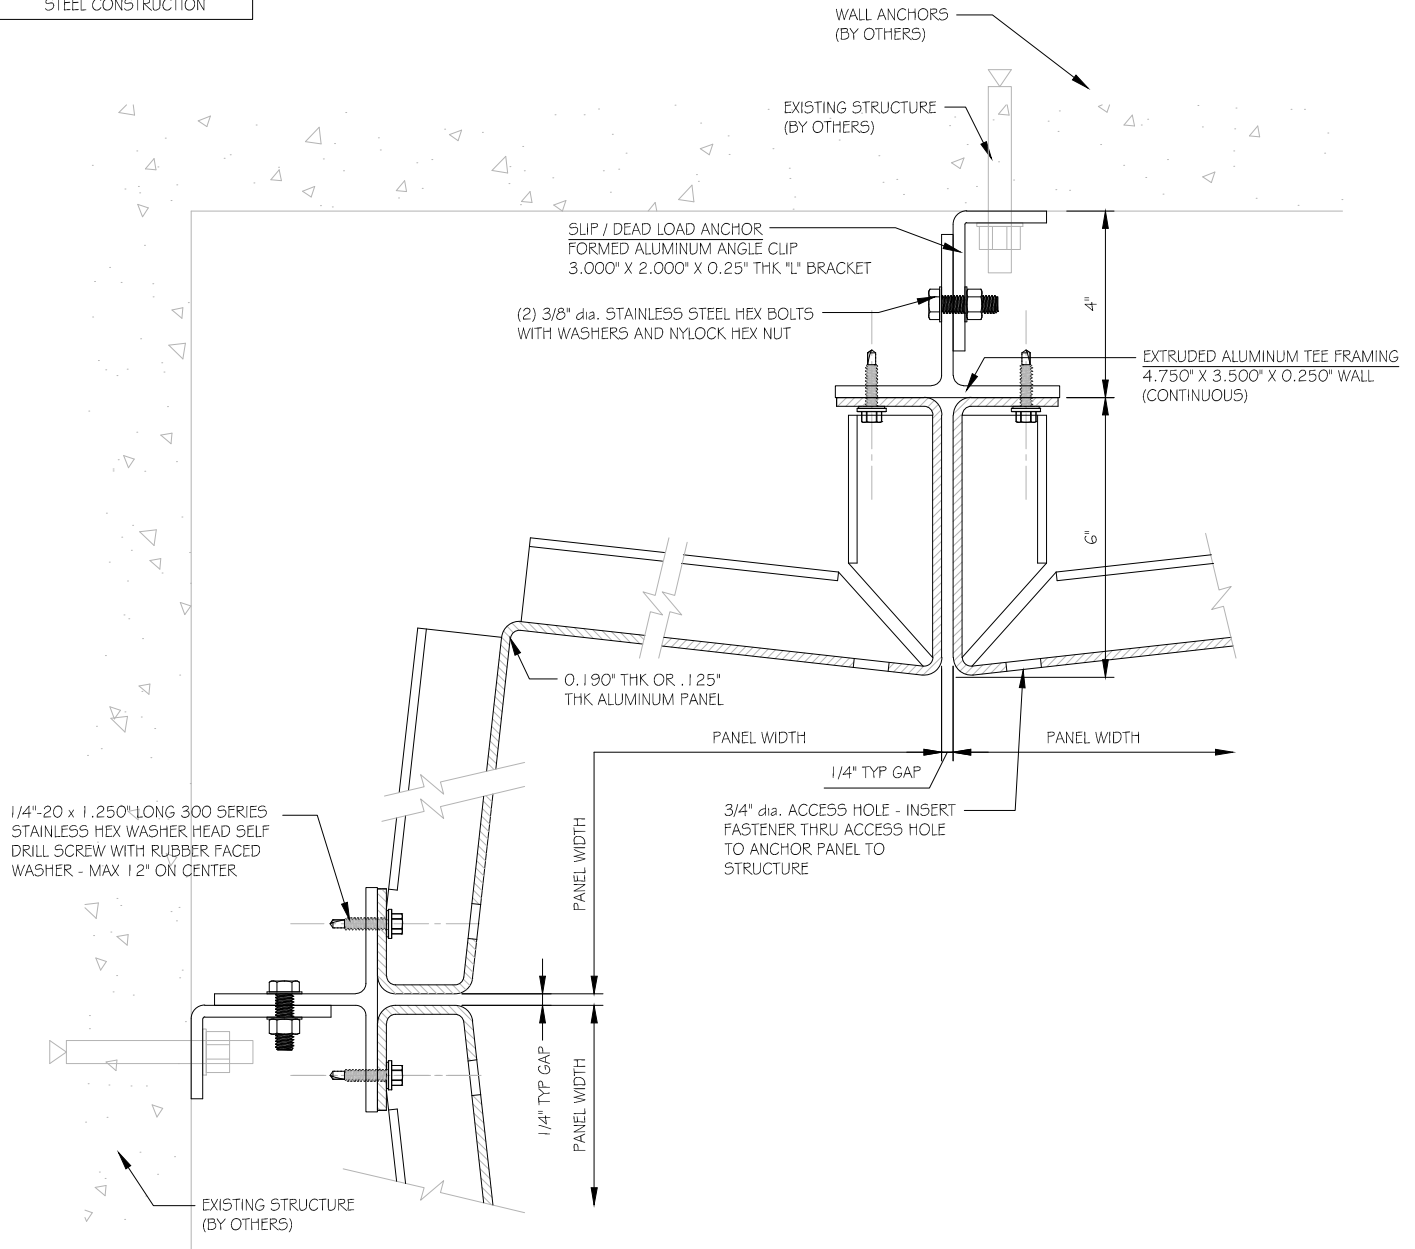 STEEL CONSTRUCTION
WALL ANCHORS
(BY OTHERS)
EXISTING STRUCTURE
(BY OTHERS)
SLIP / DEAD LOAD ANCHOR
FORMED ALUMINUM ANGLE CLIP
3.000" X 2.000" X 0.25" THK "L" BRACKET
(2) 3/8" dia. STAINLESS STEEL HEX BOLTS
WITH WASHERS AND NYLOCK HEX NUT
4"
EXTRUDED ALUMINUM TEE FRAMING
4.750" X 3.500" X 0.250" WALL
(CONTINUOUS)
6"
0.190" THK OR .125"
THK ALUMINUM PANEL
PANEL WIDTH
PANEL WIDTH
1/4" TYP GAP
3/4" dia. ACCESS HOLE - INSERT
FASTENER THRU ACCESS HOLE
TO ANCHOR PANEL TO
STRUCTURE
1/4"-20 x 1.250" LONG 300 SERIES
STAINLESS HEX WASHER HEAD SELF
DRILL SCREW WITH RUBBER FACED
WASHER - MAX 12" ON CENTER
PANEL WIDTH
1/4" TYP GAP
PANEL WIDTH
EXISTING STRUCTURE
(BY OTHERS)